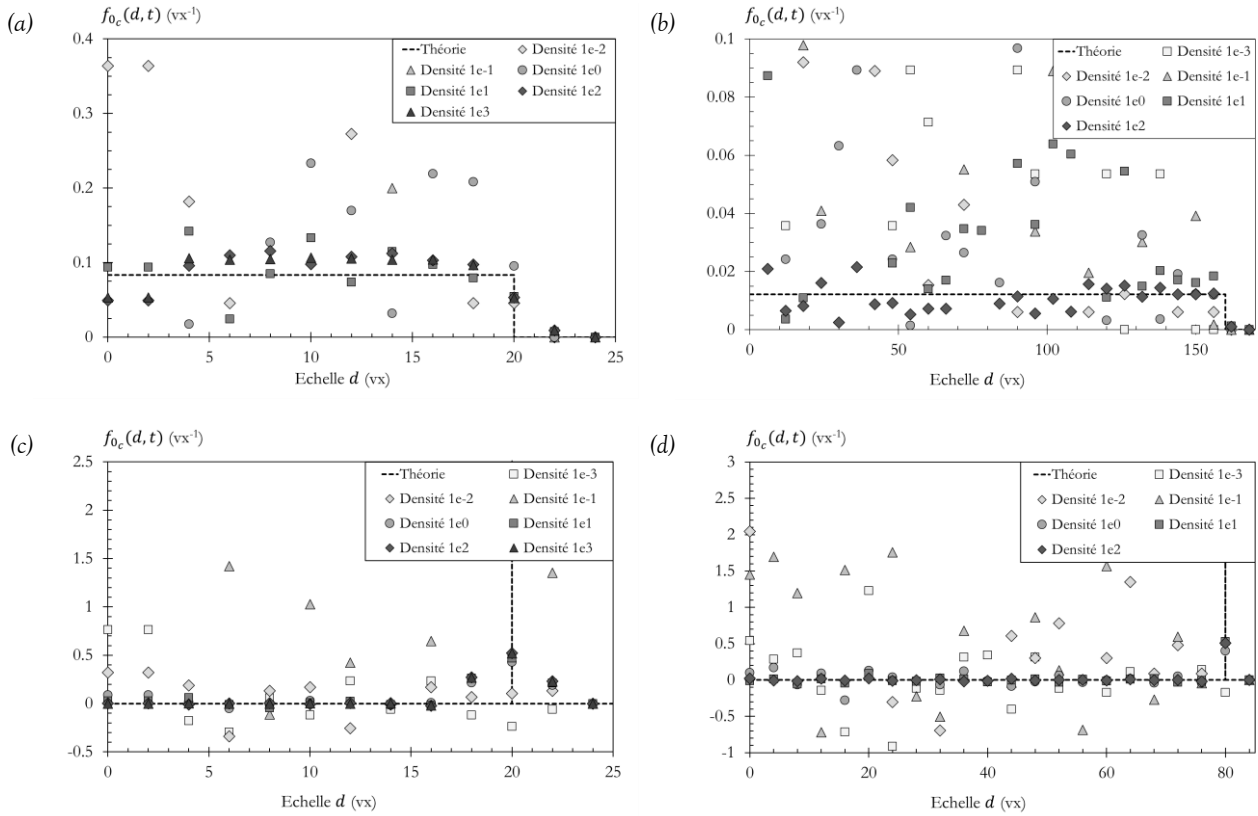 (a)
f0c(d, t) (vx-1)
Théorie
Densité 1e-2
Densité 1e-1
Densité 1e0
Densité 1e1
Densité 1e2
Densité 1e3
0.4
0.3
0.2
0.1
0
0 5 10 15 20 25
Echelle d (vx)
(b)
f0c(d, t) (vx-1)
Théorie
Densité 1e-3
Densité 1e-2
Densité 1e-1
Densité 1e0
Densité 1e1
Densité 1e2
0.1
0.08
0.06
0.04
0.02
0
0 50 100 150
Echelle d (vx)
(c)
f0c(d, t) (vx-1)
Théorie
Densité 1e-3
Densité 1e-2
Densité 1e-1
Densité 1e0
Densité 1e1
Densité 1e2
Densité 1e3
2.5
2
1.5
1
0.5
0
-0.5
0 5 10 15 20 25
Echelle d (vx)
(d)
f0c(d, t) (vx-1)
Théorie
Densité 1e-3
Densité 1e-2
Densité 1e-1
Densité 1e0
Densité 1e1
Densité 1e2
3
2.5
2
1.5
1
0.5
0
-0.5
-1
0 20 40 60 80
Echelle d (vx)